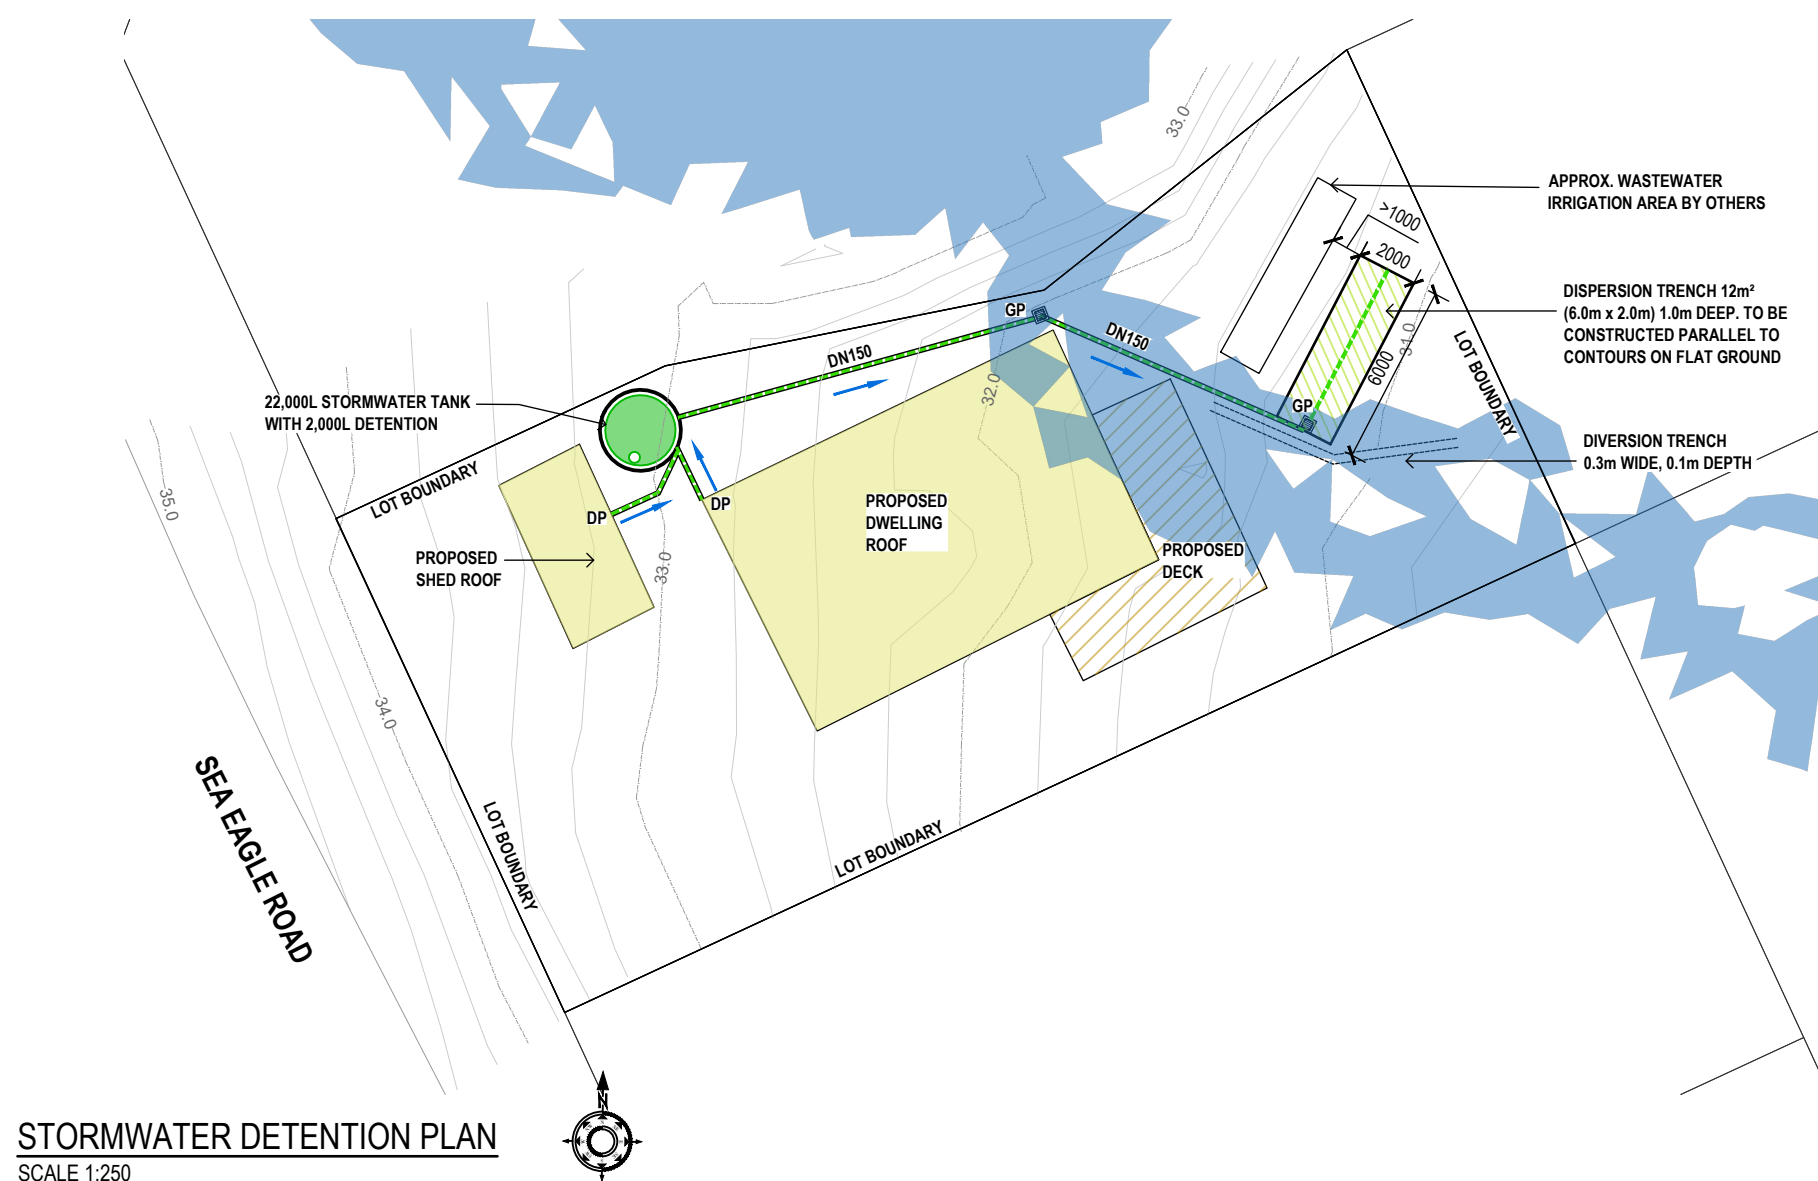 33.0
APPROX. WASTEWATER
IRRIGATION AREA BY OTHERS
>1000
2000
DISPERSION TRENCH 12m²
(6.0m x 2.0m) 1.0m DEEP. TO BE
CONSTRUCTED PARALLEL TO
CONTOURS ON FLAT GROUND
GP
DN150
DN150
31.0
6000
LOT BOUNDARY
32.0
22,000L STORMWATER TANK
WITH 2,000L DETENTION
GP
DIVERSION TRENCH
0.3m WIDE, 0.1m DEPTH
LOT BOUNDARY
35.0
DP
DP
PROPOSED
DWELLING
ROOF
PROPOSED
SHED ROOF
33.0
PROPOSED
DECK
34.0
SEA EAGLE ROAD
LOT BOUNDARY
LOT BOUNDARY
N
STORMWATER DETENTION PLAN
SCALE 1:250